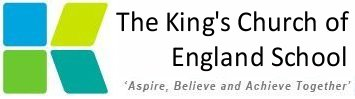 The King's Church of
England School
‘Aspire, Believe and Achieve Together’